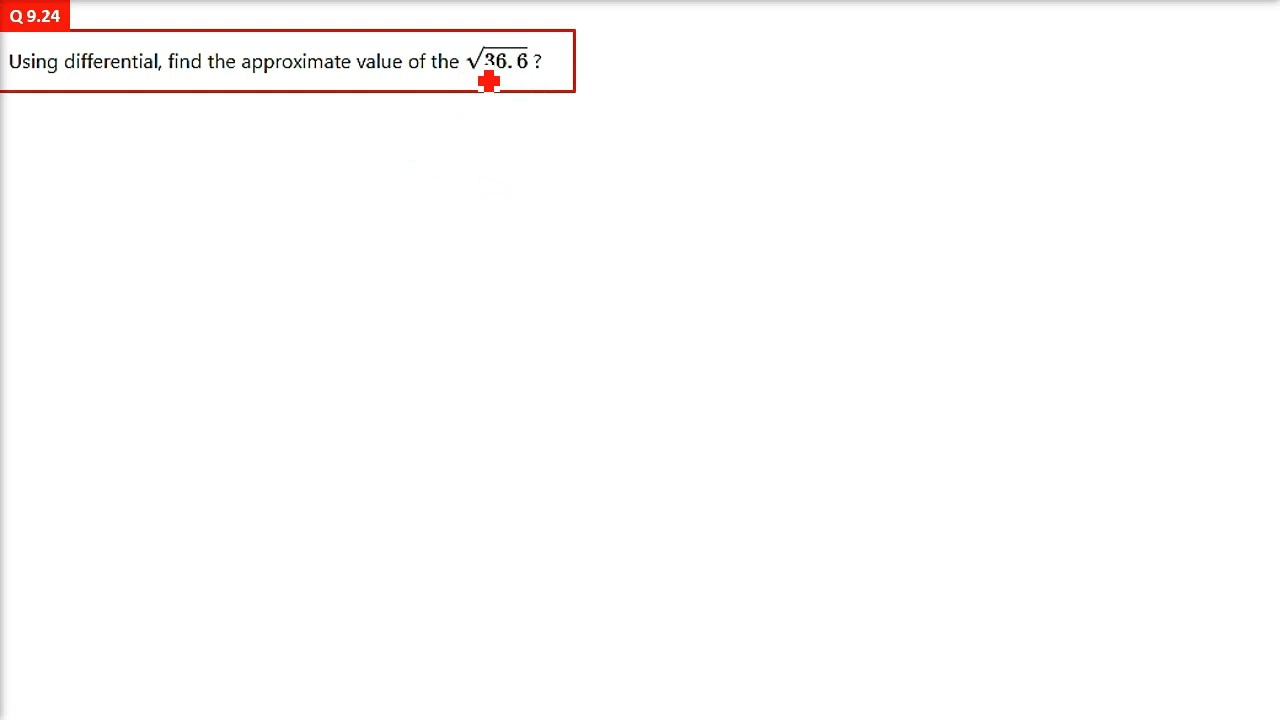 Q 9.24
Using differential, find the approximate value of the √36.6 ?